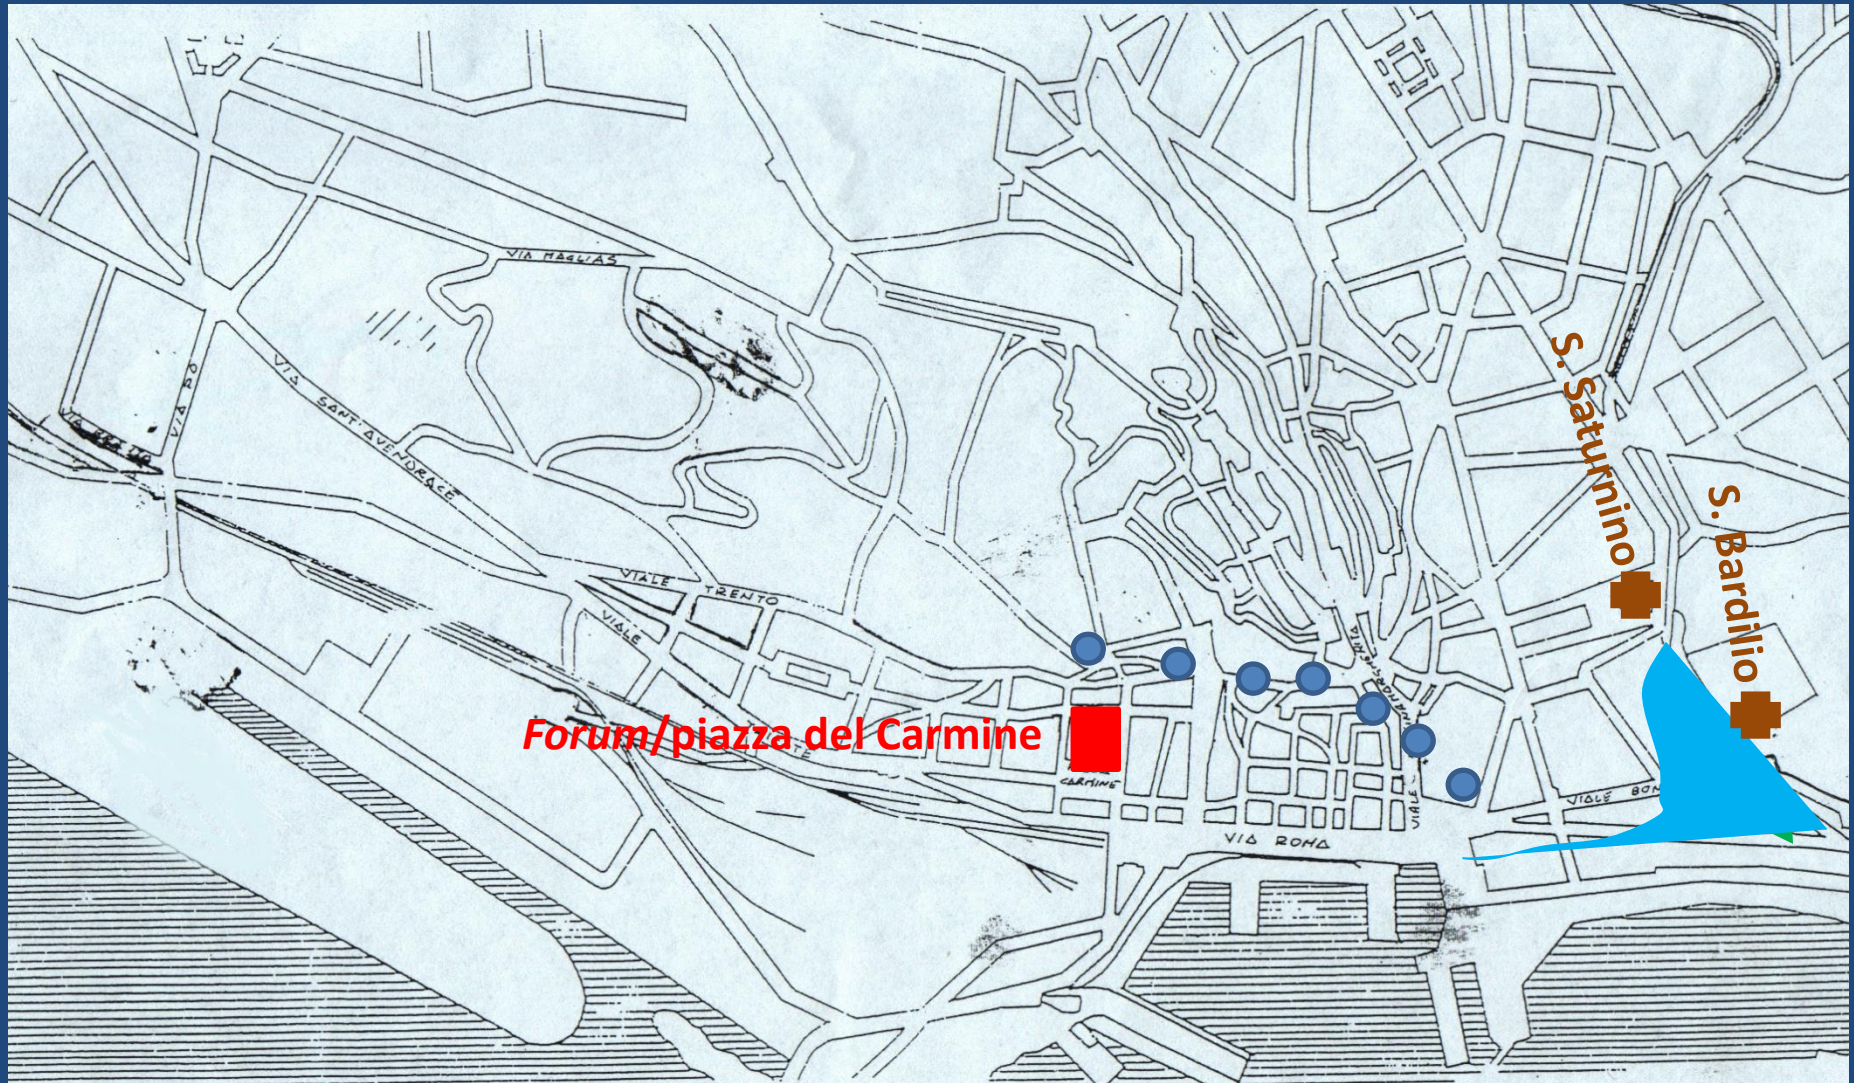 VIA MAGLIAS
S. Saturnino
VIA PO
VIA
SANT'AVENDRACE
S. Bardilio
VIALE
TRENTO
VIALE
Forum/piazza del Carmine
CARMINE
VIALE
VIALE BON
VIA ROMA